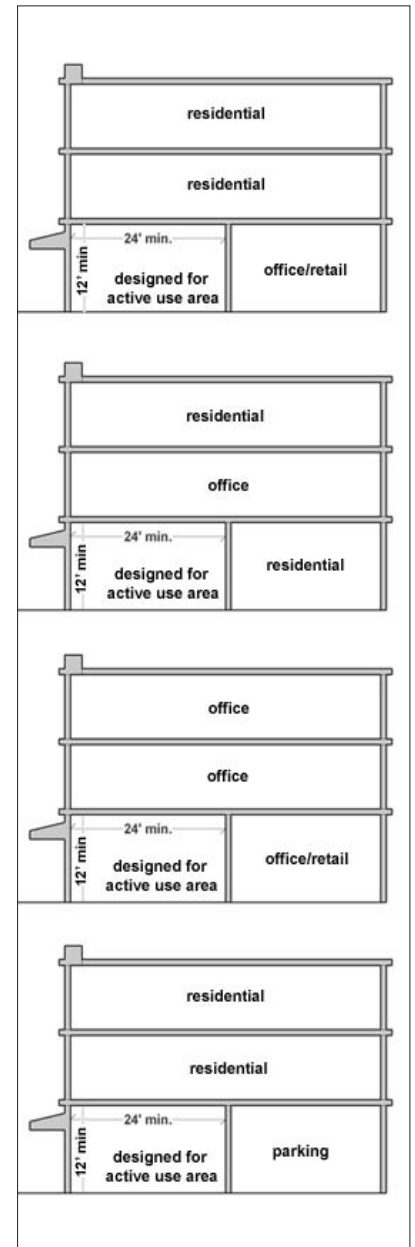 residential
residential
24' min.
12' min
designed for
active use area
office/retail
residential
office
24' min.
12' min
designed for
active use area
residential
office
office
24' min.
12' min
designed for
active use area
office/retail
residential
residential
24' min.
12' min
designed for
active use area
parking